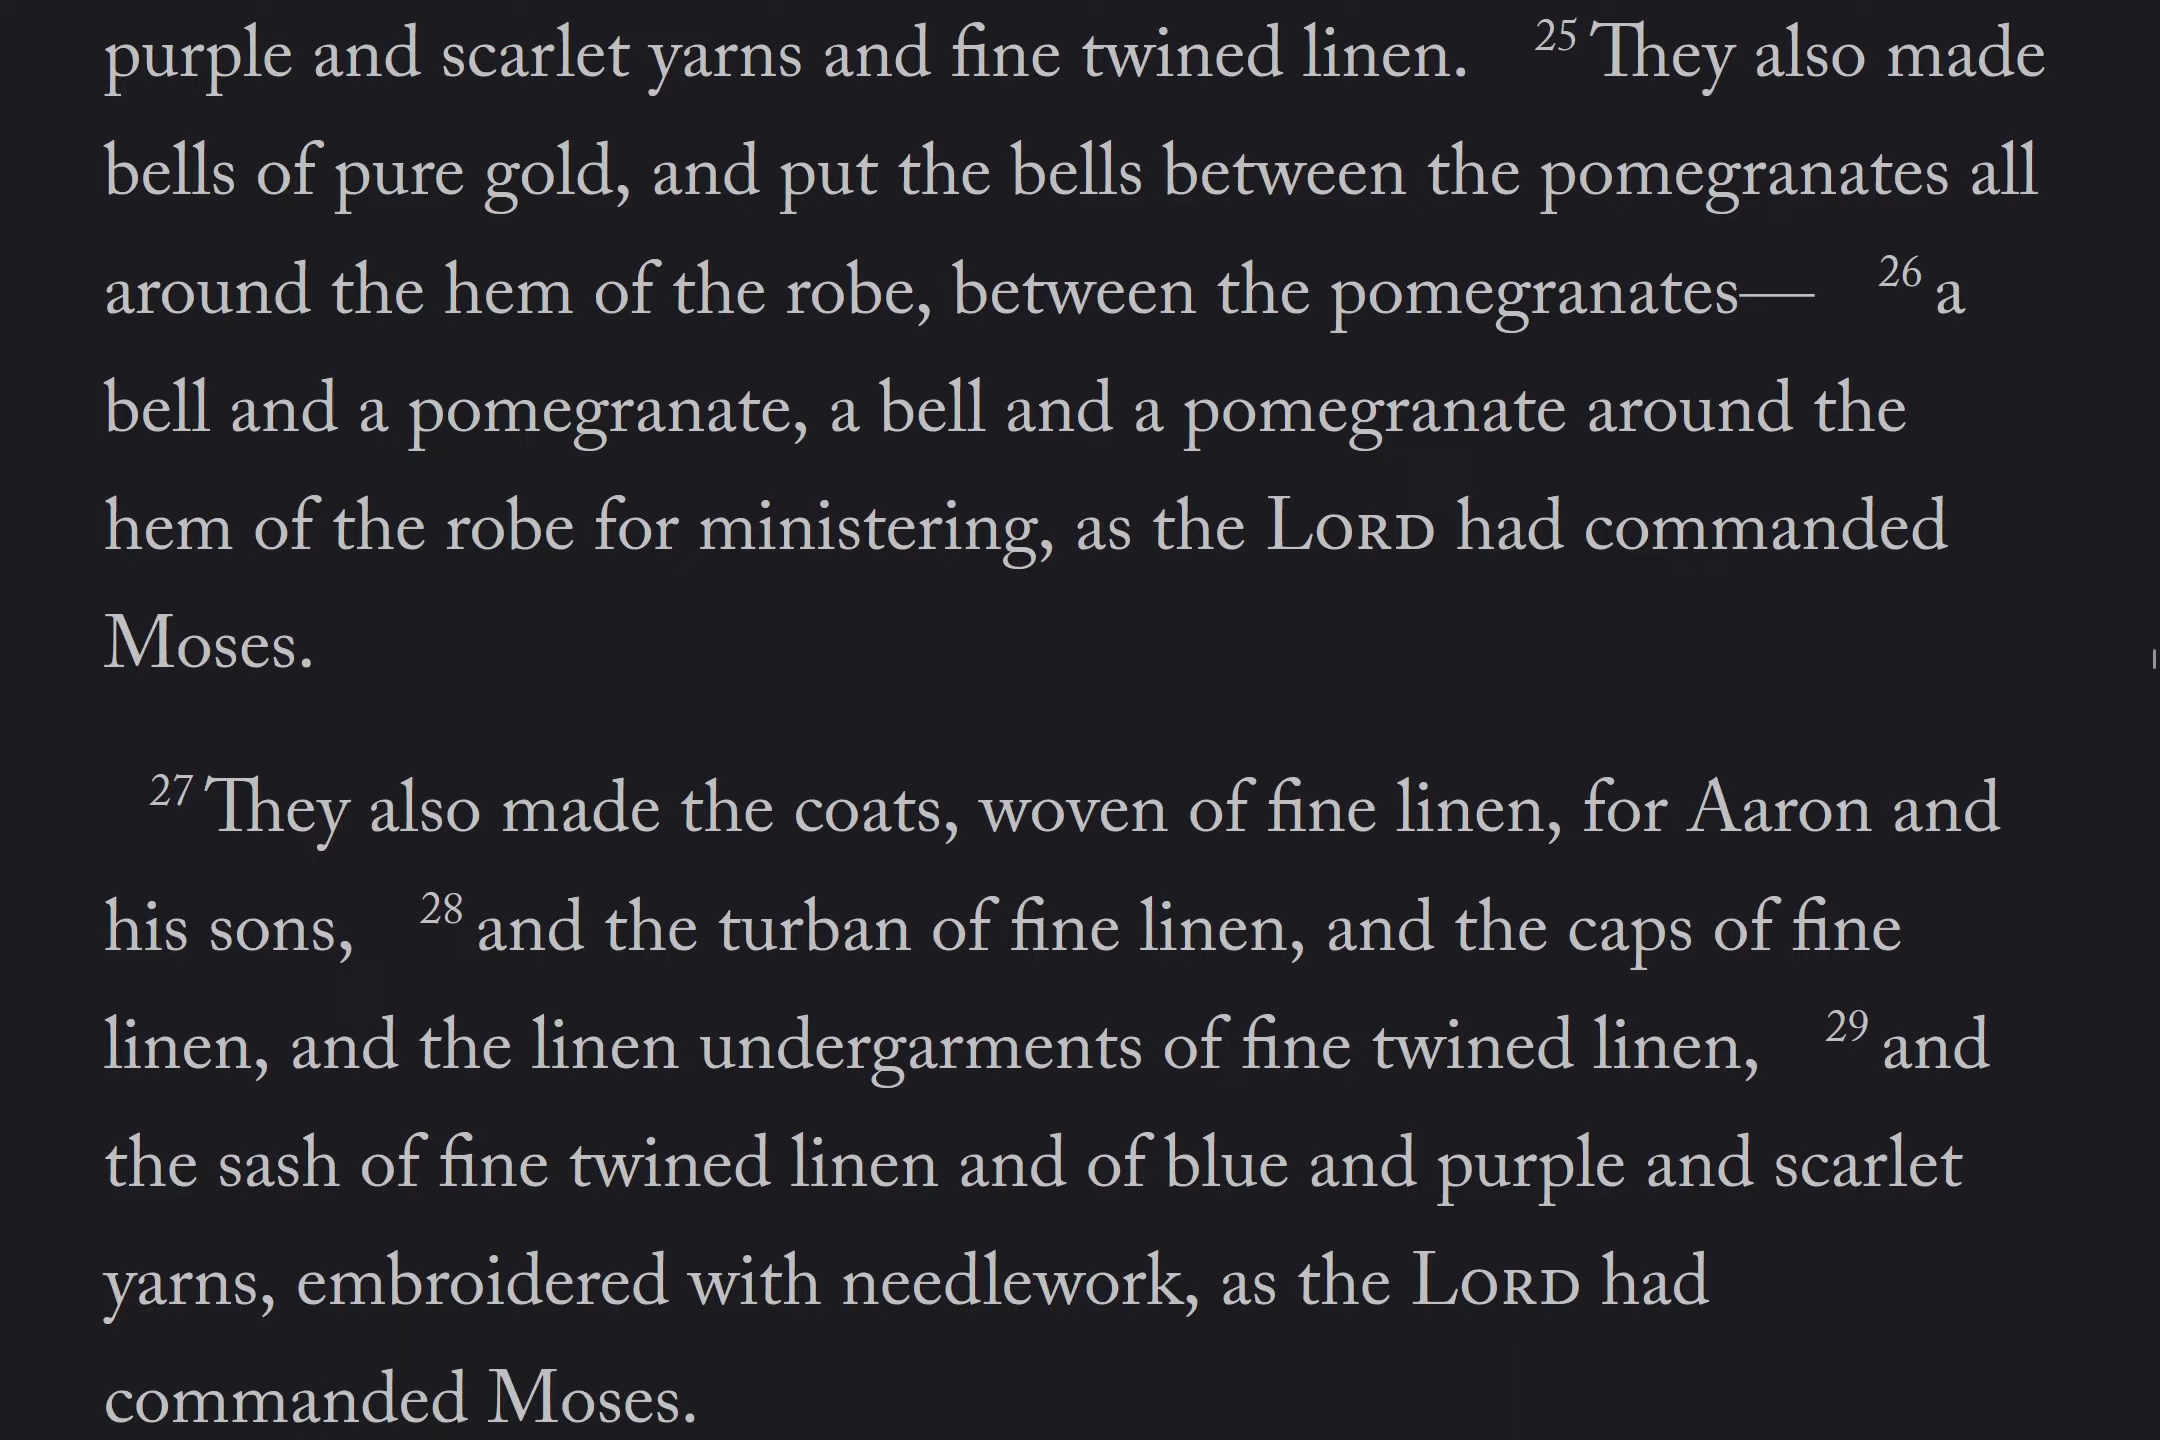 purple and scarlet yarns and fine twined linen. 25 They also made
bells of pure gold, and put the bells between the pomegranates all
around the hem of the robe, between the pomegranates— 26 a
bell and a pomegranate, a bell and a pomegranate around the
hem of the robe for ministering, as the LORD had commanded
Moses.
27 They also made the coats, woven of fine linen, for Aaron and
his sons, 28 and the turban of fine linen, and the caps of fine
linen, and the linen undergarments of fine twined linen, 29 and
the sash of fine twined linen and of blue and purple and scarlet
yarns, embroidered with needlework, as the LORD had
commanded Moses.